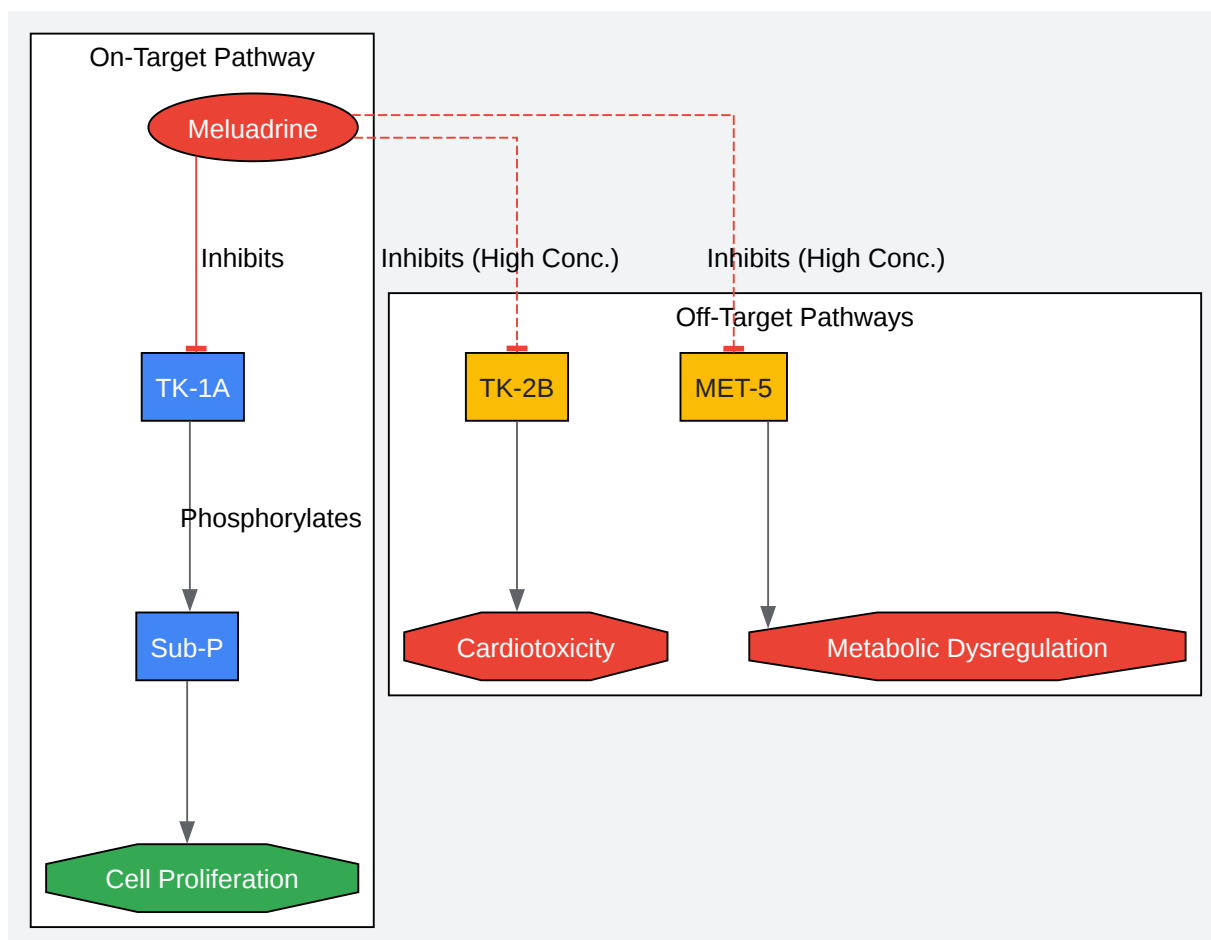 On-Target Pathway
Meluadrine
Inhibits
Inhibits (High Conc.)
Inhibits (High Conc.)
Off-Target Pathways
TK-1A
TK-2B
MET-5
Phosphorylates
Sub-P
Cardiotoxicity
Metabolic Dysregulation
Cell Proliferation